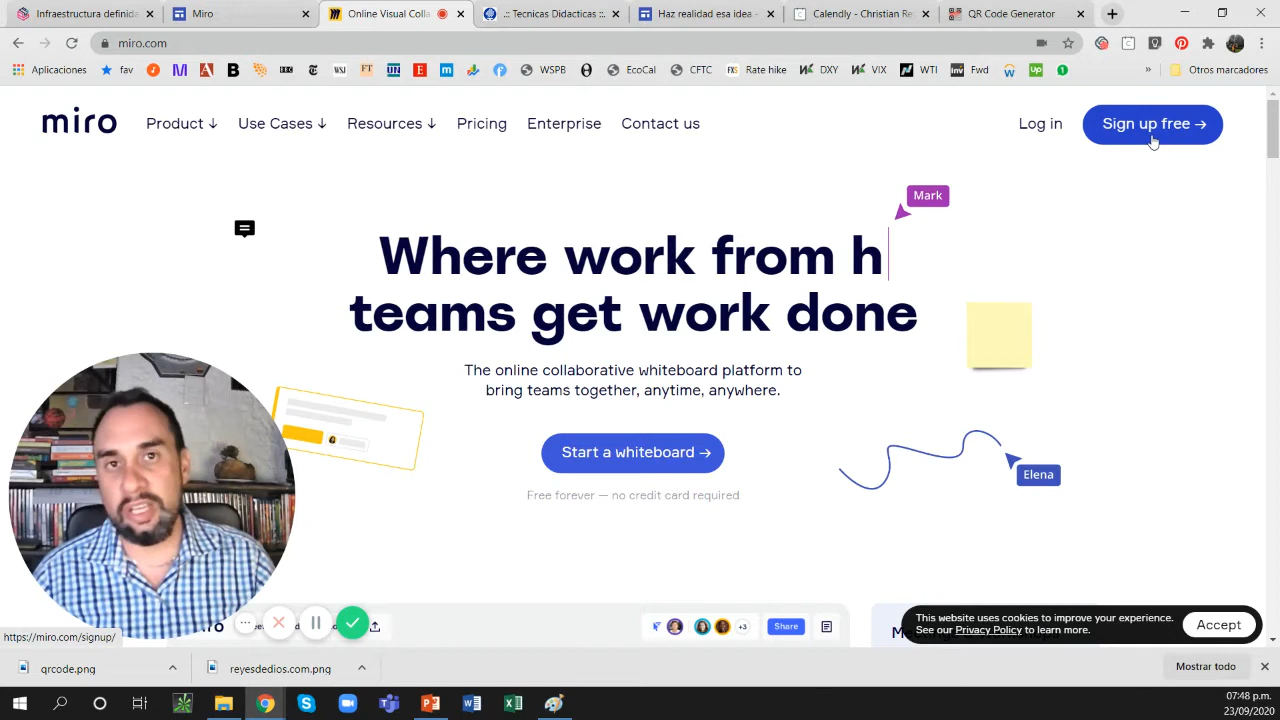 Interfaces definidas
Miro
Online Visual Coll
.:: Tecnicas Didacticas ::.
Haz realidad esa idea -
Calendly - Christian Re
QR Code Generator
miro.com
Aplicaciones
fav
WSPB
EcoCal
CFTC
Rate hike
DXY
VIX
WTI
Fwd
Otros marcadores
miro
Product ↓
Use Cases ↓
Resources ↓
Pricing
Enterprise
Contact us
Log in
Sign up free →
Mark
Where work from h
teams get work done
The online collaborative whiteboard platform to
bring teams together, anytime, anywhere.
Start a whiteboard →
Elena
Free forever — no credit card required
+3
Share
This website uses cookies to improve your experience.
See our Privacy Policy to learn more.
Accept
https://miro.com/signup/
qrcode.png
reyesdedios.com.png
Mostrar todo
07:48 p.m.
23/09/2020